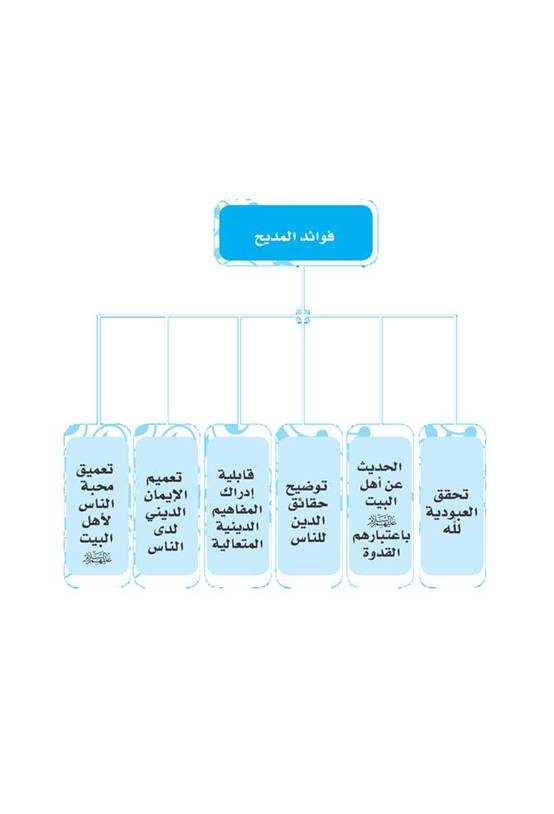 فوائد المديح
تحقق
العبودية
لله
الحديث
عن أهل
البيت
عليهم السلام
باعتبارهم
القدوة
توضيح
حقائق
الدين
للناس
قابلية
إدراك
المفاهيم
الدينية
المتعالية
تعميم
الإيمان
الديني
لدى
الناس
تعميق
محبة
الناس
لأهل
البيت
عليهم السلام